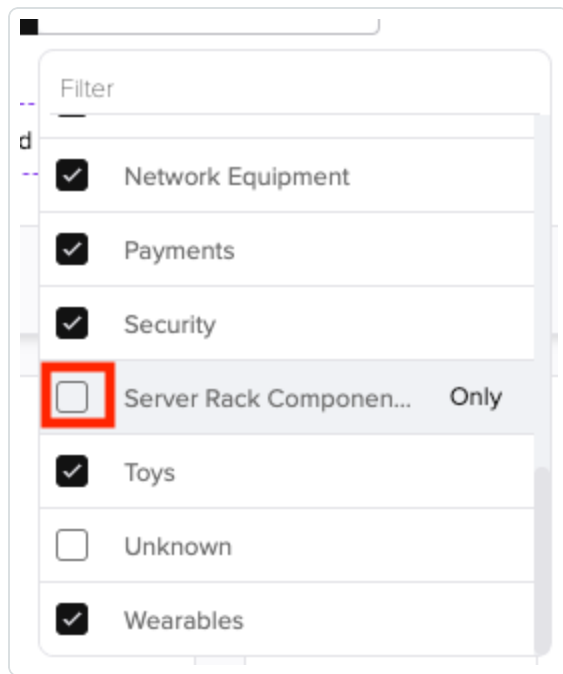 Filter
d
Network Equipment
Payments
Security
Server Rack Componen... Only
Toys
Unknown
Wearables